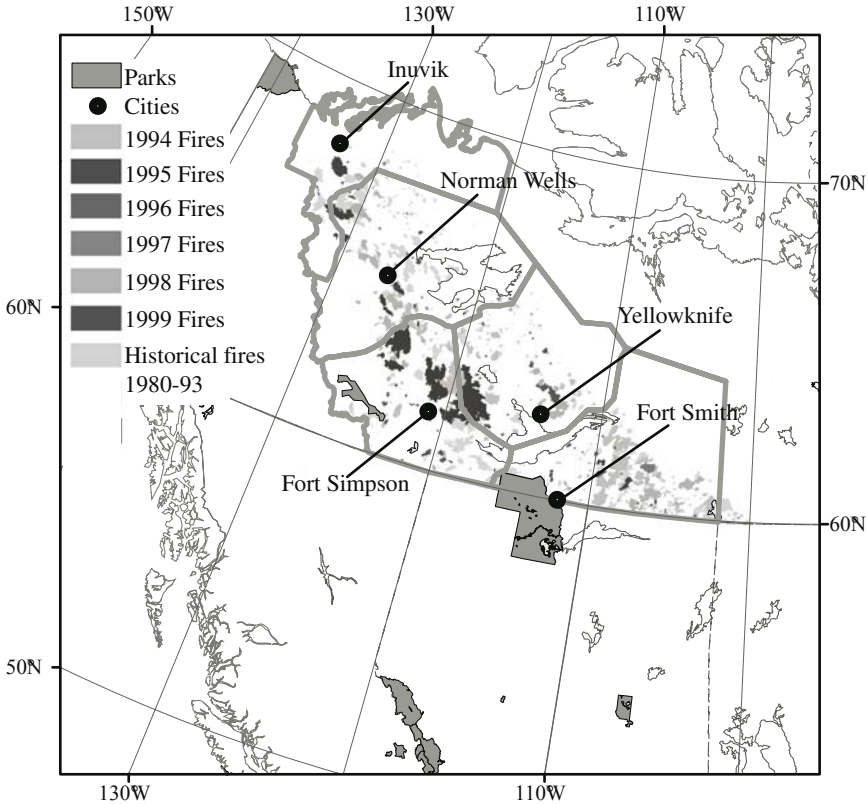 150°W
130°W
110°W
Parks
Cities
1994 Fires
1995 Fires
1996 Fires
1997 Fires
1998 Fires
1999 Fires
Historical fires
1980-93
Inuvik
Norman Wells
Yellowknife
Fort Smith
Fort Simpson
70°N
60°N
60°N
50°N
130°W
110°W